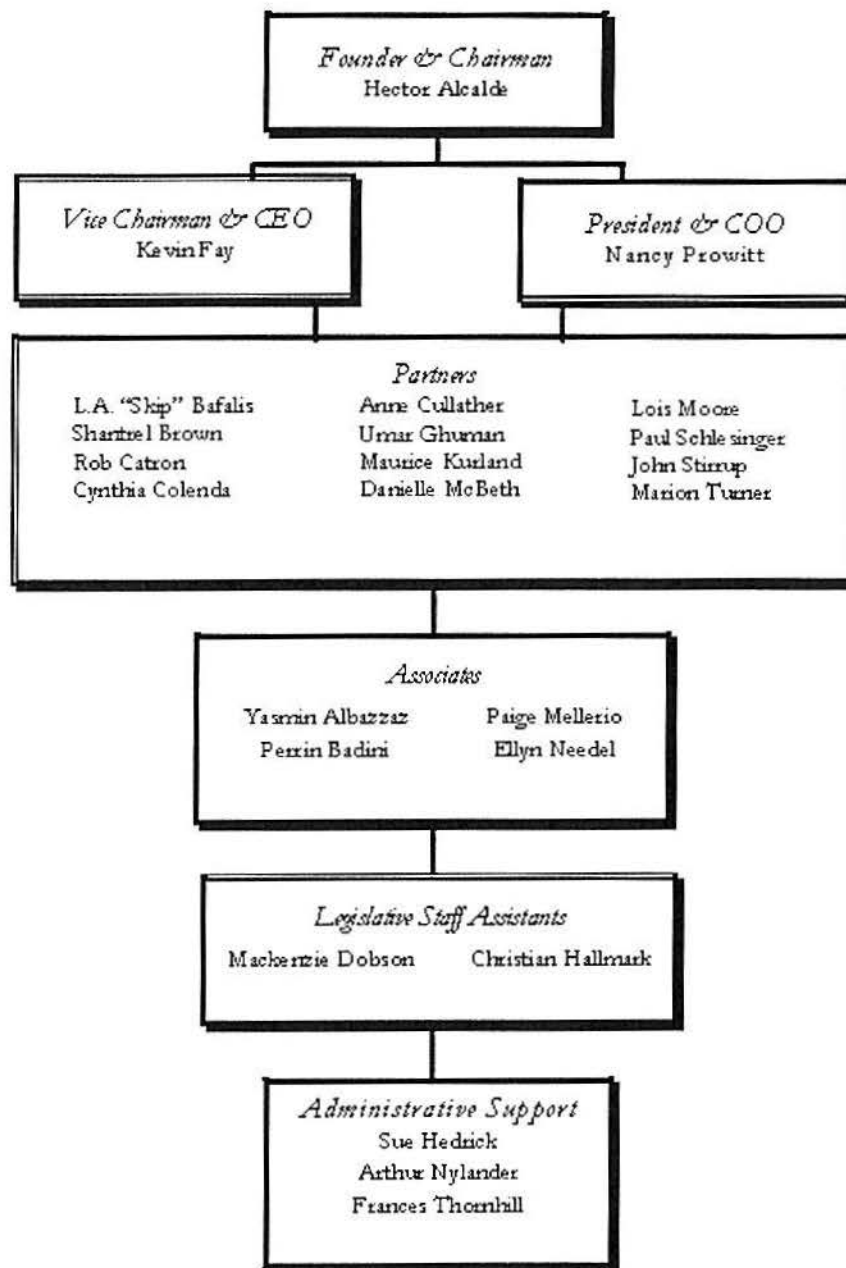 Founder & Chairman
Hector Alcalde
Vice Chairman & CEO
Kevin Fay
President & COO
Nancy Prowitt
Partners
L.A. “Skip” Bafalis
Shantrel Brown
Rob Catron
Cynthia Colenda
Anne Cullather
Umar Ghuman
Maurice Kurland
Danielle McBeth
Lois Moore
Paul Schlesinger
John Stirrup
Marion Turner
Associates
Yasmin Albazzaz
Perrin Badini
Paige Mellerio
Ellyn Needel
Legislative Staff Assistants
Mackenzie Dobson
Christian Hallmark
Administrative Support
Sue Hedrick
Arthur Nylander
Frances Thornhill